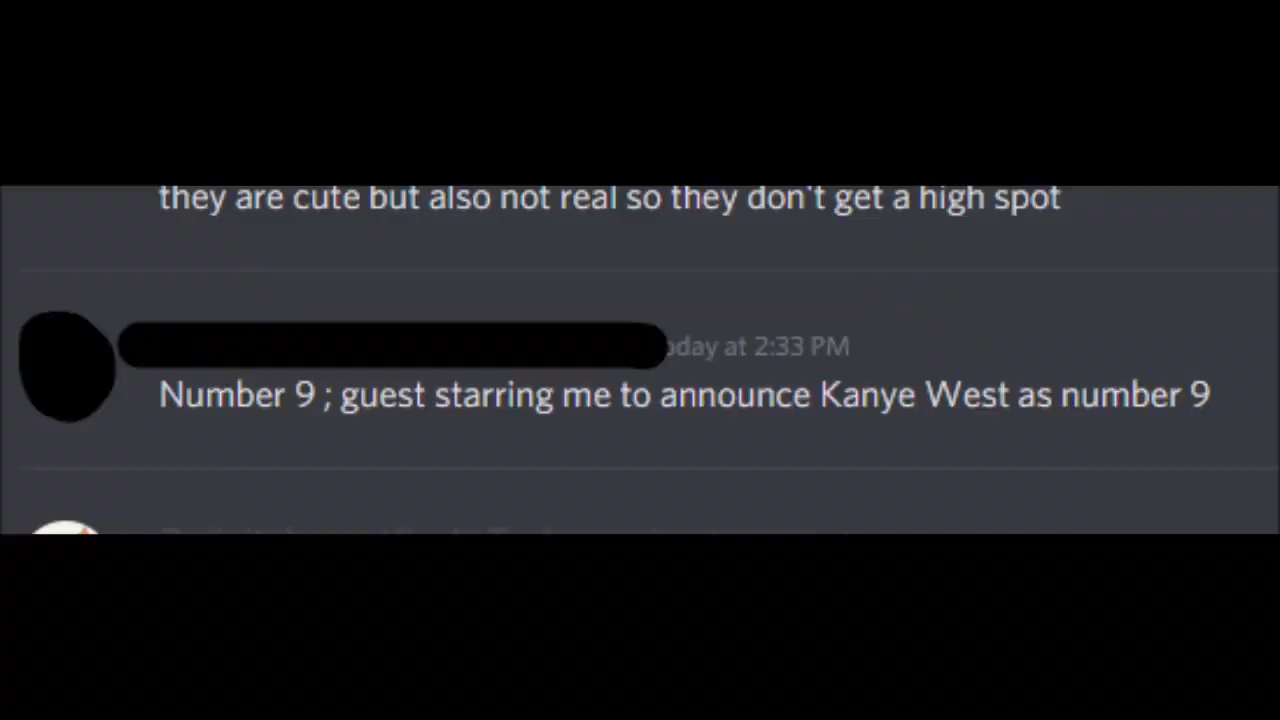 they are cute but also not real so they don't get a high spot
oday at 2:33 PM
Number 9 ; guest starring me to announce Kanye West as number 9